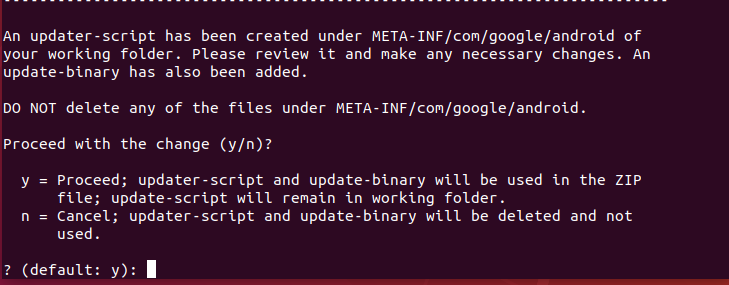 An updater-script has been created under META-INF/com/google/android of
your working folder. Please review it and make any necessary changes. An
update-binary has also been added.
DO NOT delete any of the files under META-INF/com/google/android.
Proceed with the change (y/n)?
y = Proceed; updater-script and update-binary will be used in the ZIP
file; update-script will remain in working folder.
n = Cancel; updater-script and update-binary will be deleted and not
used.
? (default: y):